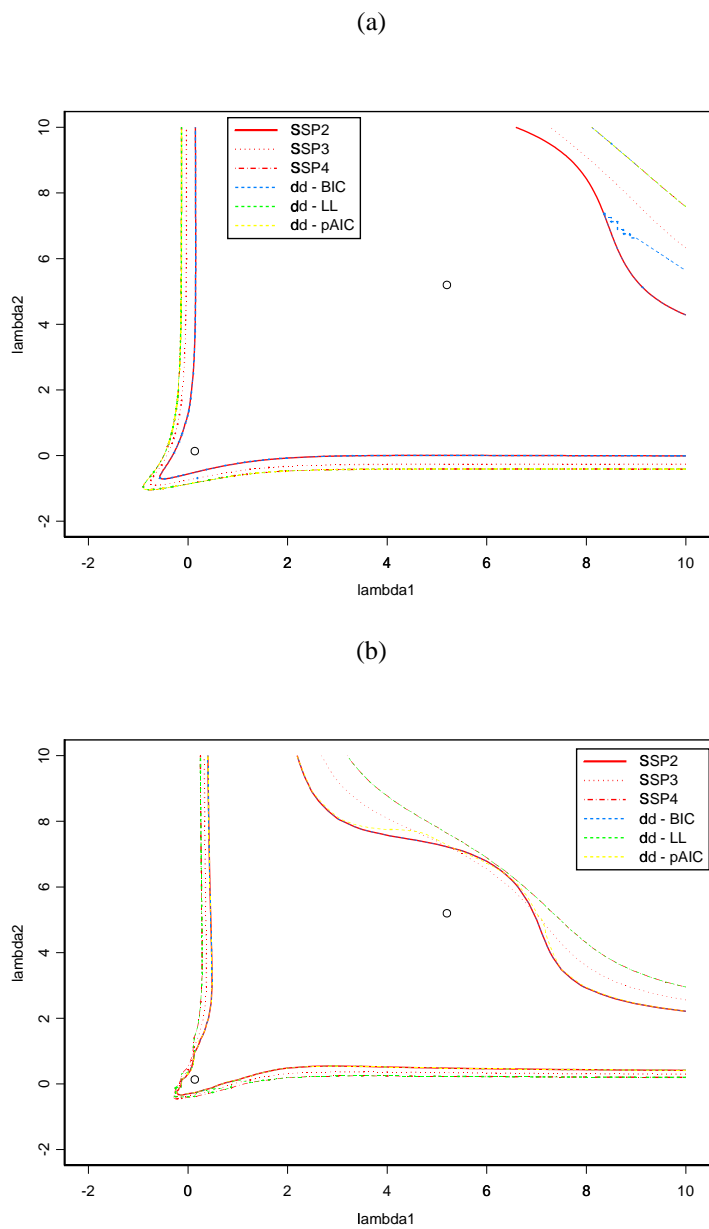 (a)
SSP2
SSP3
SSP4
dd - BIC
dd - LL
dd - pAIC
10
8
6
4
2
0
-2
lambda2
-2 0 2 4 6 8 10
lambda1
(b)
SSP2
SSP3
SSP4
dd - BIC
dd - LL
dd - pAIC
10
8
6
4
2
0
-2
lambda2
-2 0 2 4 6 8 10
lambda1